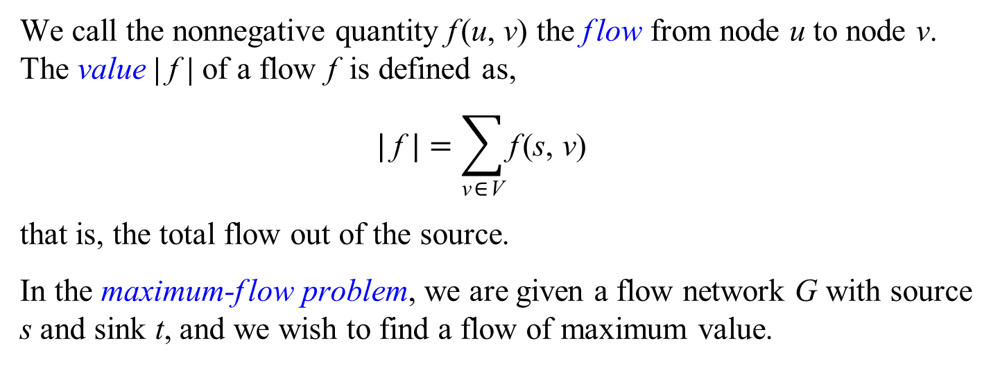 We call the nonnegative quantity f(u, v) the flow from node u to node v.
The value |f| of a flow f is defined as,
|f| = ∑ f(s, v)
v∈V
that is, the total flow out of the source.
In the maximum-flow problem, we are given a flow network G with source
s and sink t, and we wish to find a flow of maximum value.